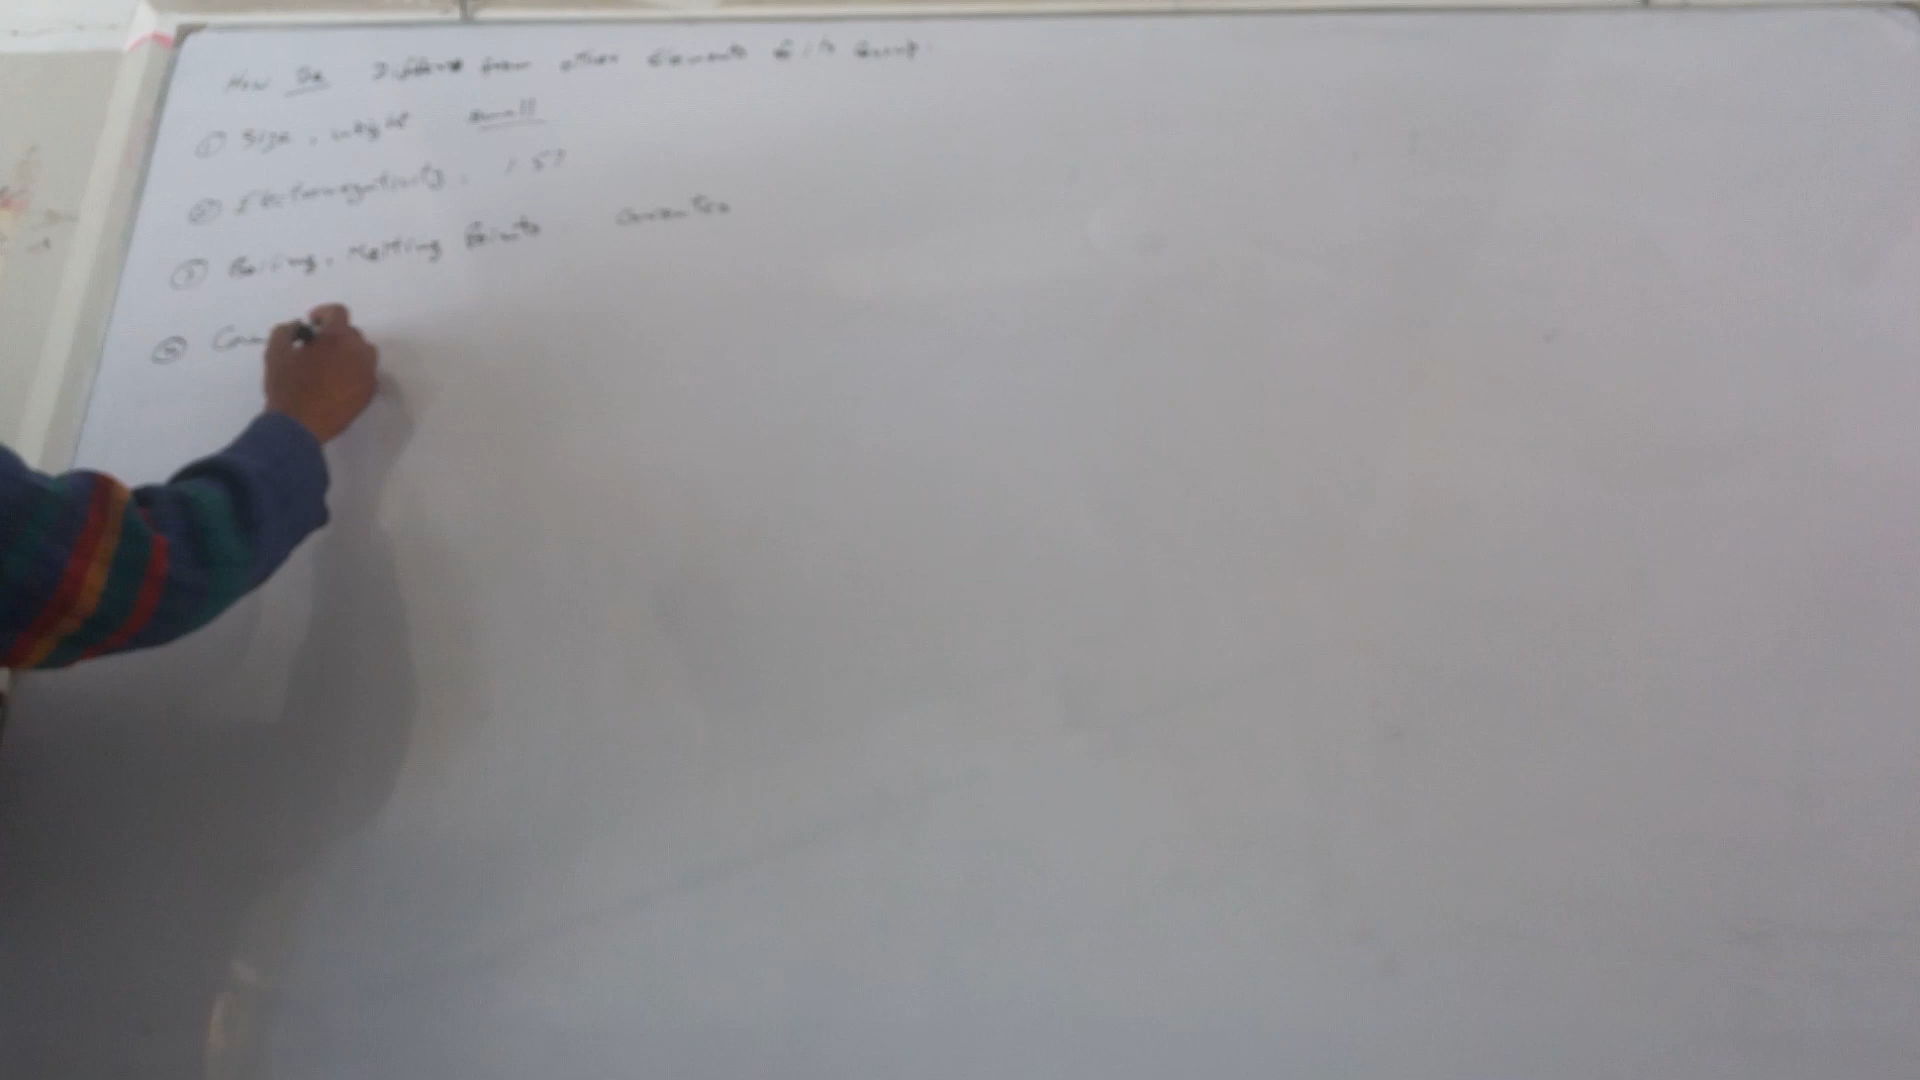 How Be Differs from other Elements of its Group.
① Size, weight small
② Electronegativity, 1.57
③ Boiling, Melting Points Greater
④